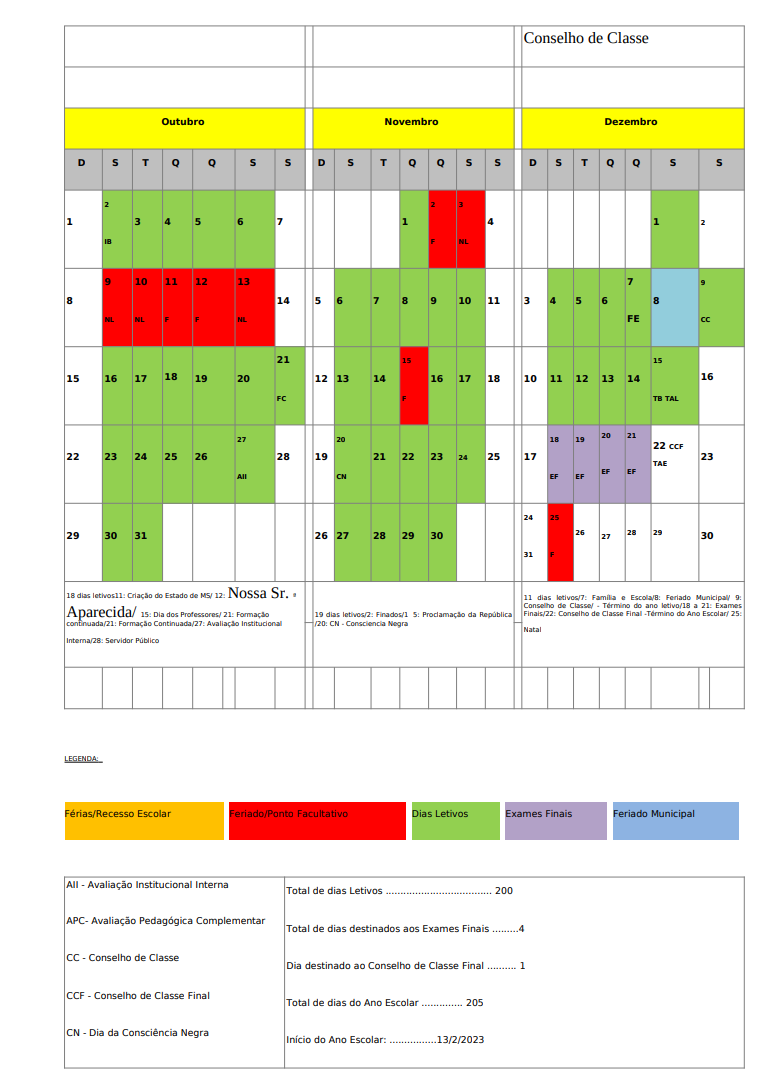 Conselho de Classe
Outubro Novembro Dezembro
D S T Q Q S S D S T Q Q S S D S T Q Q S S
1 2 IB 3 4 5 6 7 1 2 F 3 NL 4 1 2
8 9 NL 10 NL 11 F 12 F 13 NL 14 5 6 7 8 9 10 11 3 4 5 6 7 FE 8 9 CC
15 16 17 18 19 20 21 FC 12 13 14 15 F 16 17 18 10 11 12 13 14 15 TB TAL 16
22 23 24 25 26 27 AII 28 19 20 CN 21 22 23 24 25 17 18 EF 19 EF 20 EF 21 EF 22 CCF TAE 23
29 30 31 26 27 28 29 30 24 31 25 F 26 27 28 29 30
18 dias letivos11: Criação do Estado de MS/ 12: Nossa Sr. ª
Aparecida/ 15: Dia dos Professores/ 21: Formação
continuada/21: Formação Continuada/27: Avaliação Institucional
Interna/28: Servidor Público
19 dias letivos/2: Finados/1 5: Proclamação da República
/20: CN - Consciencia Negra
11 dias letivos/7: Família e Escola/8: Feriado Municipal/ 9:
Conselho de Classe/ - Término do ano letivo/18 a 21: Exames
Finais/22: Conselho de Classe Final -Término do Ano Escolar/ 25:
Natal
LEGENDA:
Férias/Recesso Escolar
Feriado/Ponto Facultativo
Dias Letivos
Exames Finais
Feriado Municipal
AII - Avaliação Institucional Interna
APC- Avaliação Pedagógica Complementar
CC - Conselho de Classe
CCF - Conselho de Classe Final
CN - Dia da Consciência Negra
Total de dias Letivos .................................... 200
Total de dias destinados aos Exames Finais .........4
Dia destinado ao Conselho de Classe Final .......... 1
Total de dias do Ano Escolar .............. 205
Início do Ano Escolar: ................13/2/2023